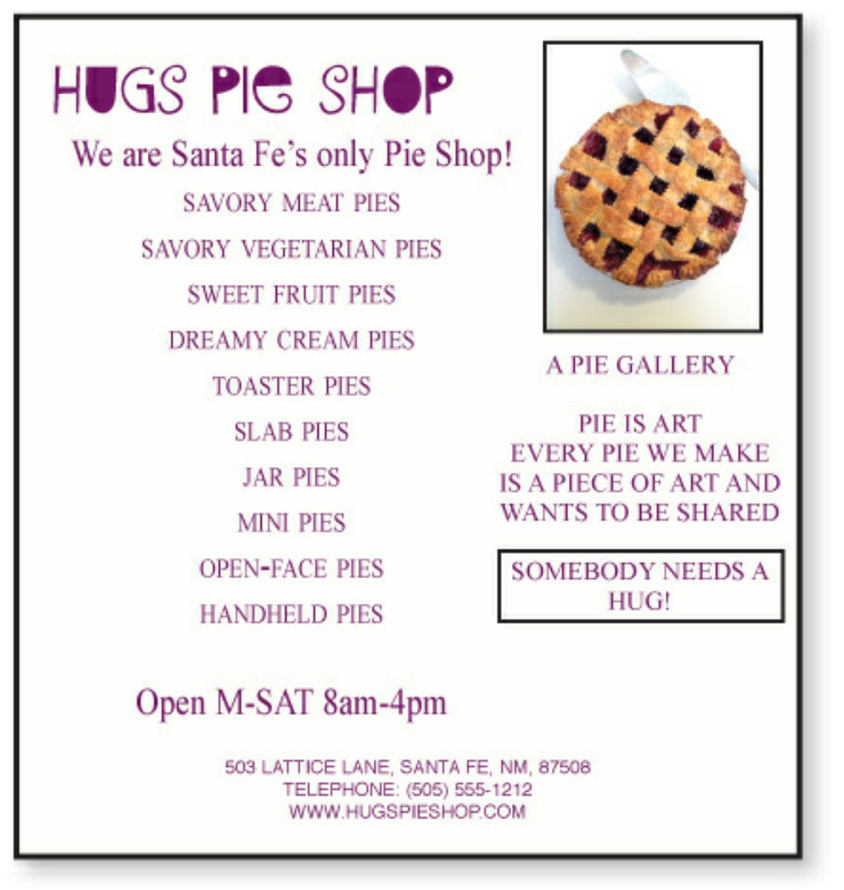 HUGS PIE SHOP
We are Santa Fe's only Pie Shop!
SAVORY MEAT PIES
SAVORY VEGETARIAN PIES
SWEET FRUIT PIES
DREAMY CREAM PIES
TOASTER PIES
SLAB PIES
JAR PIES
MINI PIES
OPEN-FACE PIES
HANDHELD PIES
Open M-SAT 8am-4pm
A PIE GALLERY
PIE IS ART
EVERY PIE WE MAKE
IS A PIECE OF ART AND
WANTS TO BE SHARED
SOMEBODY NEEDS A
HUG!
503 LATTICE LANE, SANTA FE, NM, 87508
TELEPHONE: (505) 555-1212
WWW.HUGSPIESHOP.COM